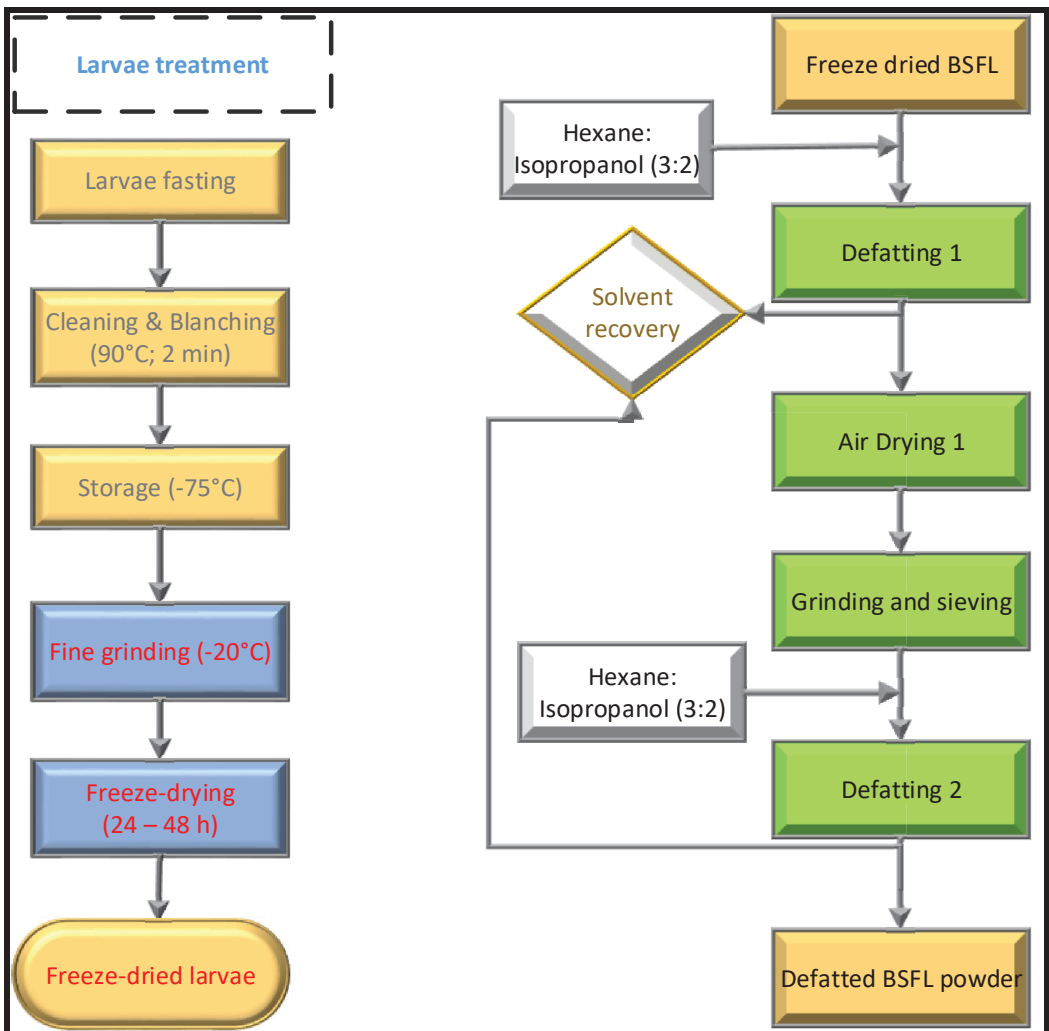 Larvae treatment
Larvae fasting
Cleaning & Blanching
(90°C; 2 min)
Storage (-75°C)
Fine grinding (-20°C)
Freeze-drying
(24 – 48 h)
Freeze-dried larvae
Freeze dried BSFL
Hexane:
Isopropanol (3:2)
Defatting 1
Solvent
recovery
Air Drying 1
Grinding and sieving
Hexane:
Isopropanol (3:2)
Defatting 2
Defatted BSFL powder